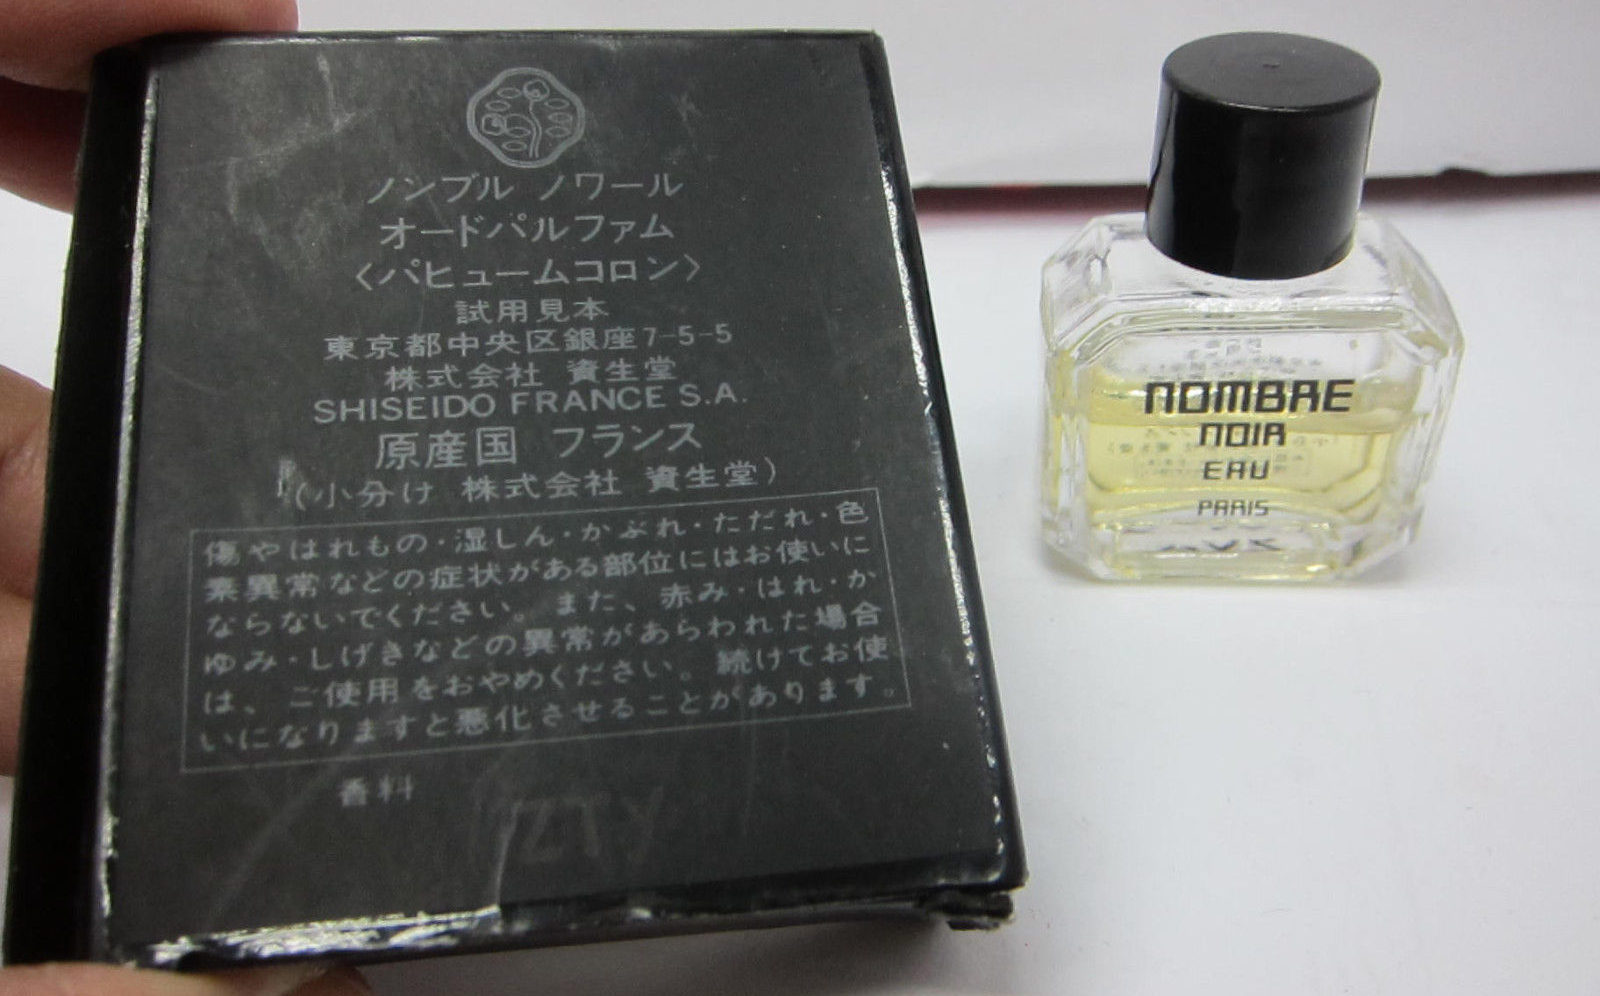 ノンブル ノワール
オードパルファム
〈パヒュームコロン〉
試用見本
東京都中央区銀座7-5-5
株式会社 資生堂
SHISEIDO FRANCE S.A.
原産国 フランス
(小分け 株式会社 資生堂)
傷やはれもの・湿しん・かぶれ・ただれ・色
素異常などの症状がある部位にはお使いに
ならないでください。また、赤み・はれ・か
ゆみ・しげきなどの異常があらわれた場合
は、ご使用をおやめください。続けてお使
いになりますと悪化させることがあります。
香料
NOMBRE
NOIR
EAU
PARIS